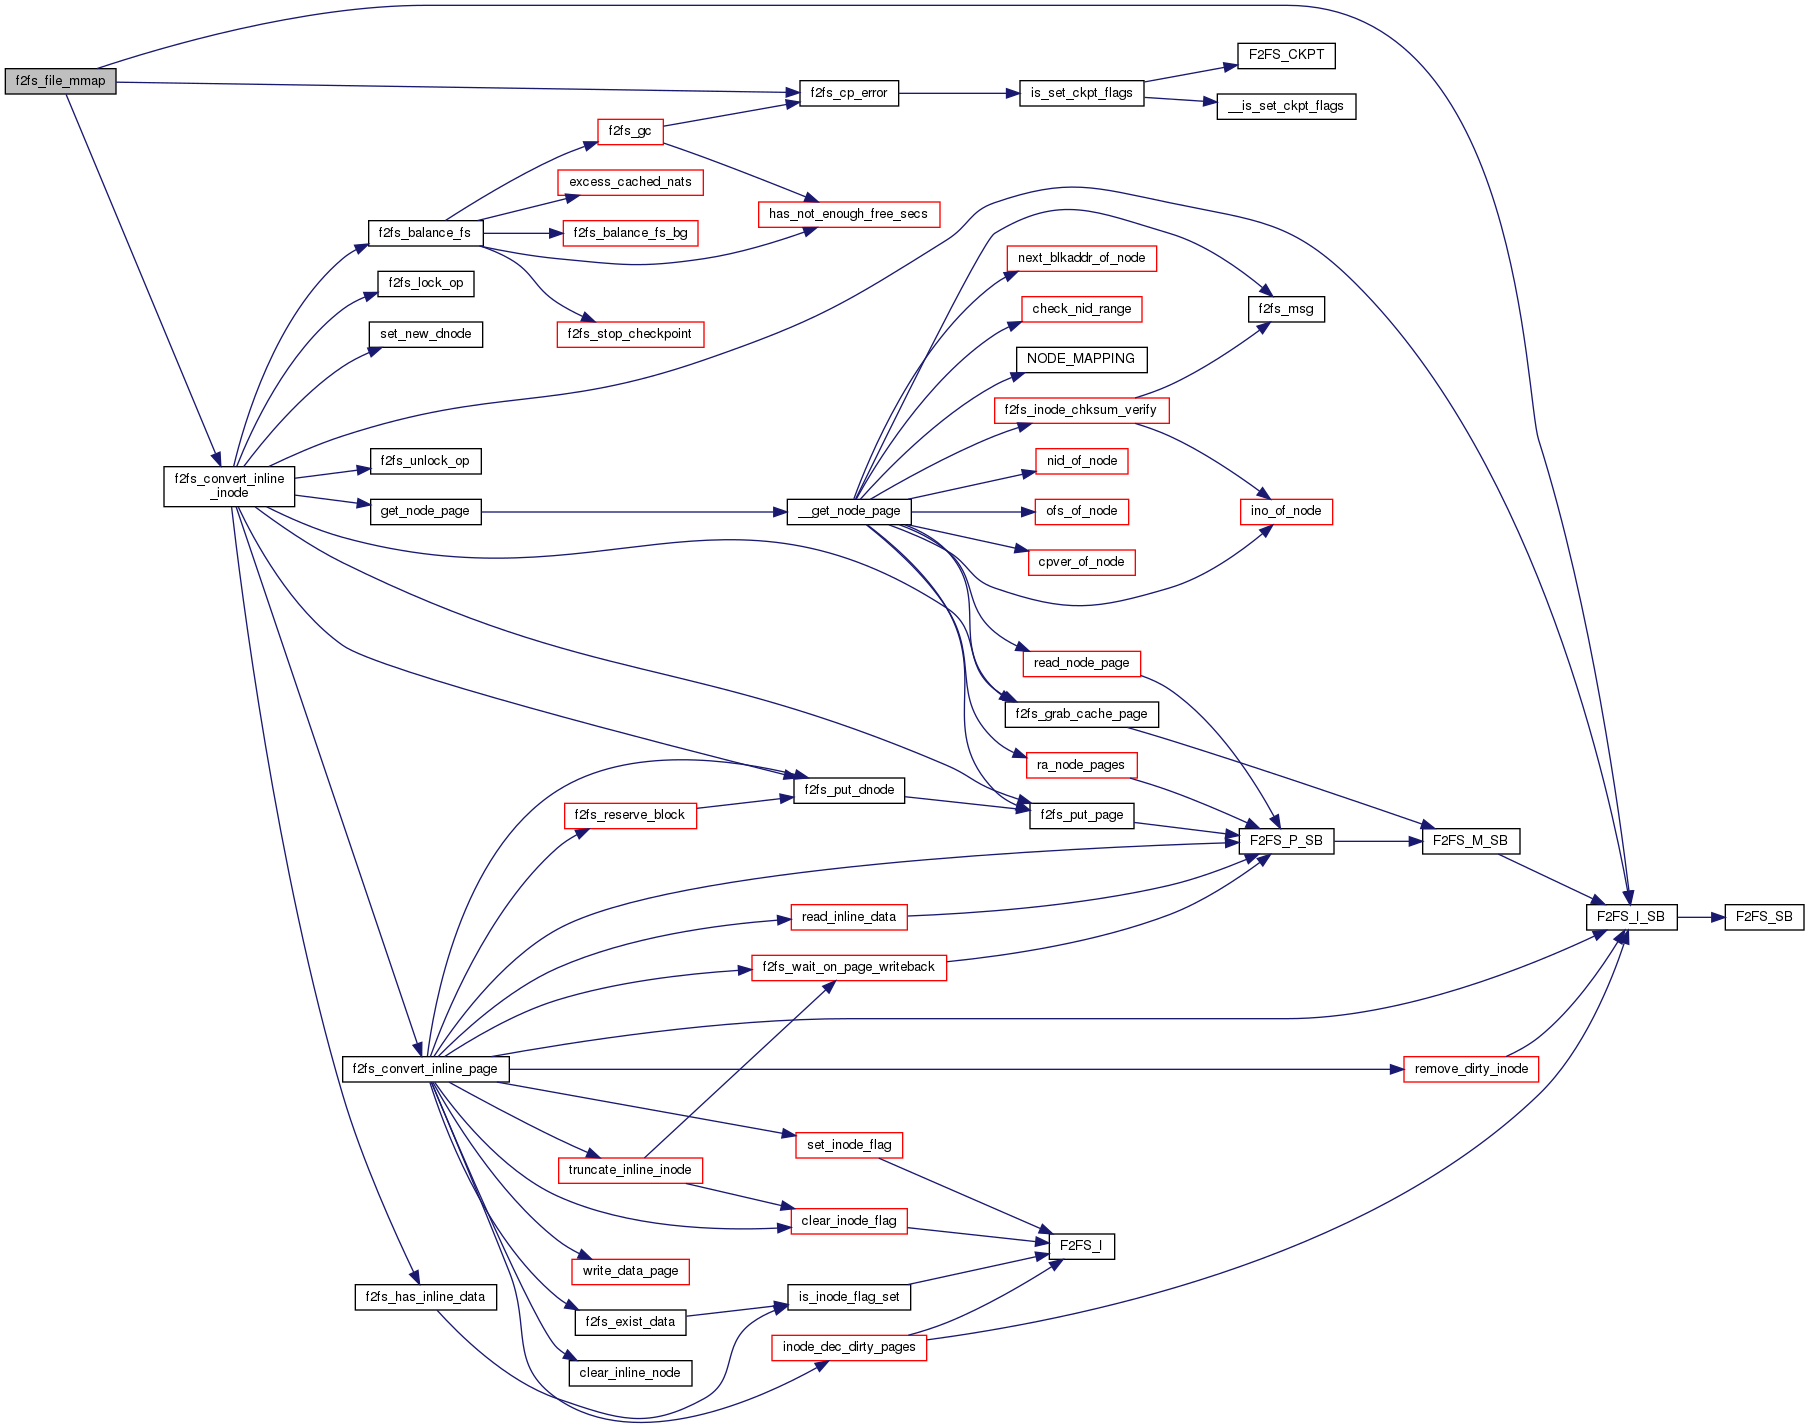 f2fs_file_mmap
F2FS_CKPT
f2fs_cp_error
is_set_ckpt_flags
__is_set_ckpt_flags
f2fs_gc
excess_cached_nats
has_not_enough_free_secs
f2fs_balance_fs
f2fs_balance_fs_bg
next_blkaddr_of_node
f2fs_lock_op
check_nid_range
f2fs_msg
set_new_dnode
f2fs_stop_checkpoint
NODE_MAPPING
f2fs_inode_chksum_verify
f2fs_unlock_op
nid_of_node
f2fs_convert_inline
_inode
get_node_page
__get_node_page
ofs_of_node
ino_of_node
cpver_of_node
read_node_page
f2fs_grab_cache_page
ra_node_pages
f2fs_put_dnode
f2fs_reserve_block
f2fs_put_page
F2FS_P_SB
F2FS_M_SB
read_inline_data
F2FS_I_SB
F2FS_SB
f2fs_wait_on_page_writeback
f2fs_convert_inline_page
remove_dirty_inode
set_inode_flag
truncate_inline_inode
clear_inode_flag
F2FS_I
write_data_page
f2fs_has_inline_data
is_inode_flag_set
f2fs_exist_data
inode_dec_dirty_pages
clear_inline_node